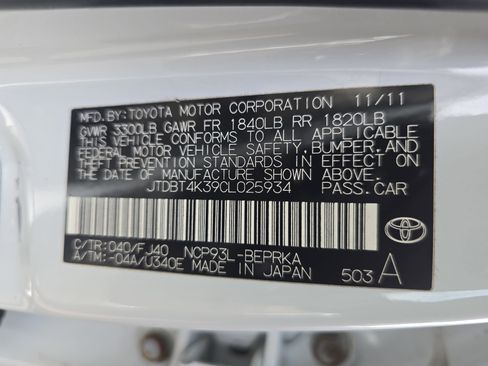 MFD.BY:TOYOTA MOTOR CORPORATION 11/11
GVWR 3300LB GAWR FR 1840LB RR 1820LB
THIS VEHICLE CONFORMS TO ALL APPLICABLE
FEDERAL MOTOR VEHICLE SAFETY,BUMPER,AND
THEFT PREVENTION STANDARDS IN EFFECT ON
THE DATE OF MANUFACTURE SHOWN ABOVE.
JTDBT4K39CL025934 PASS.CAR
C/TR:040/FJ40 NCP93L-BEPRKA
A/TM:-04A/U340E MADE IN JAPAN 503 A
TOYOTA